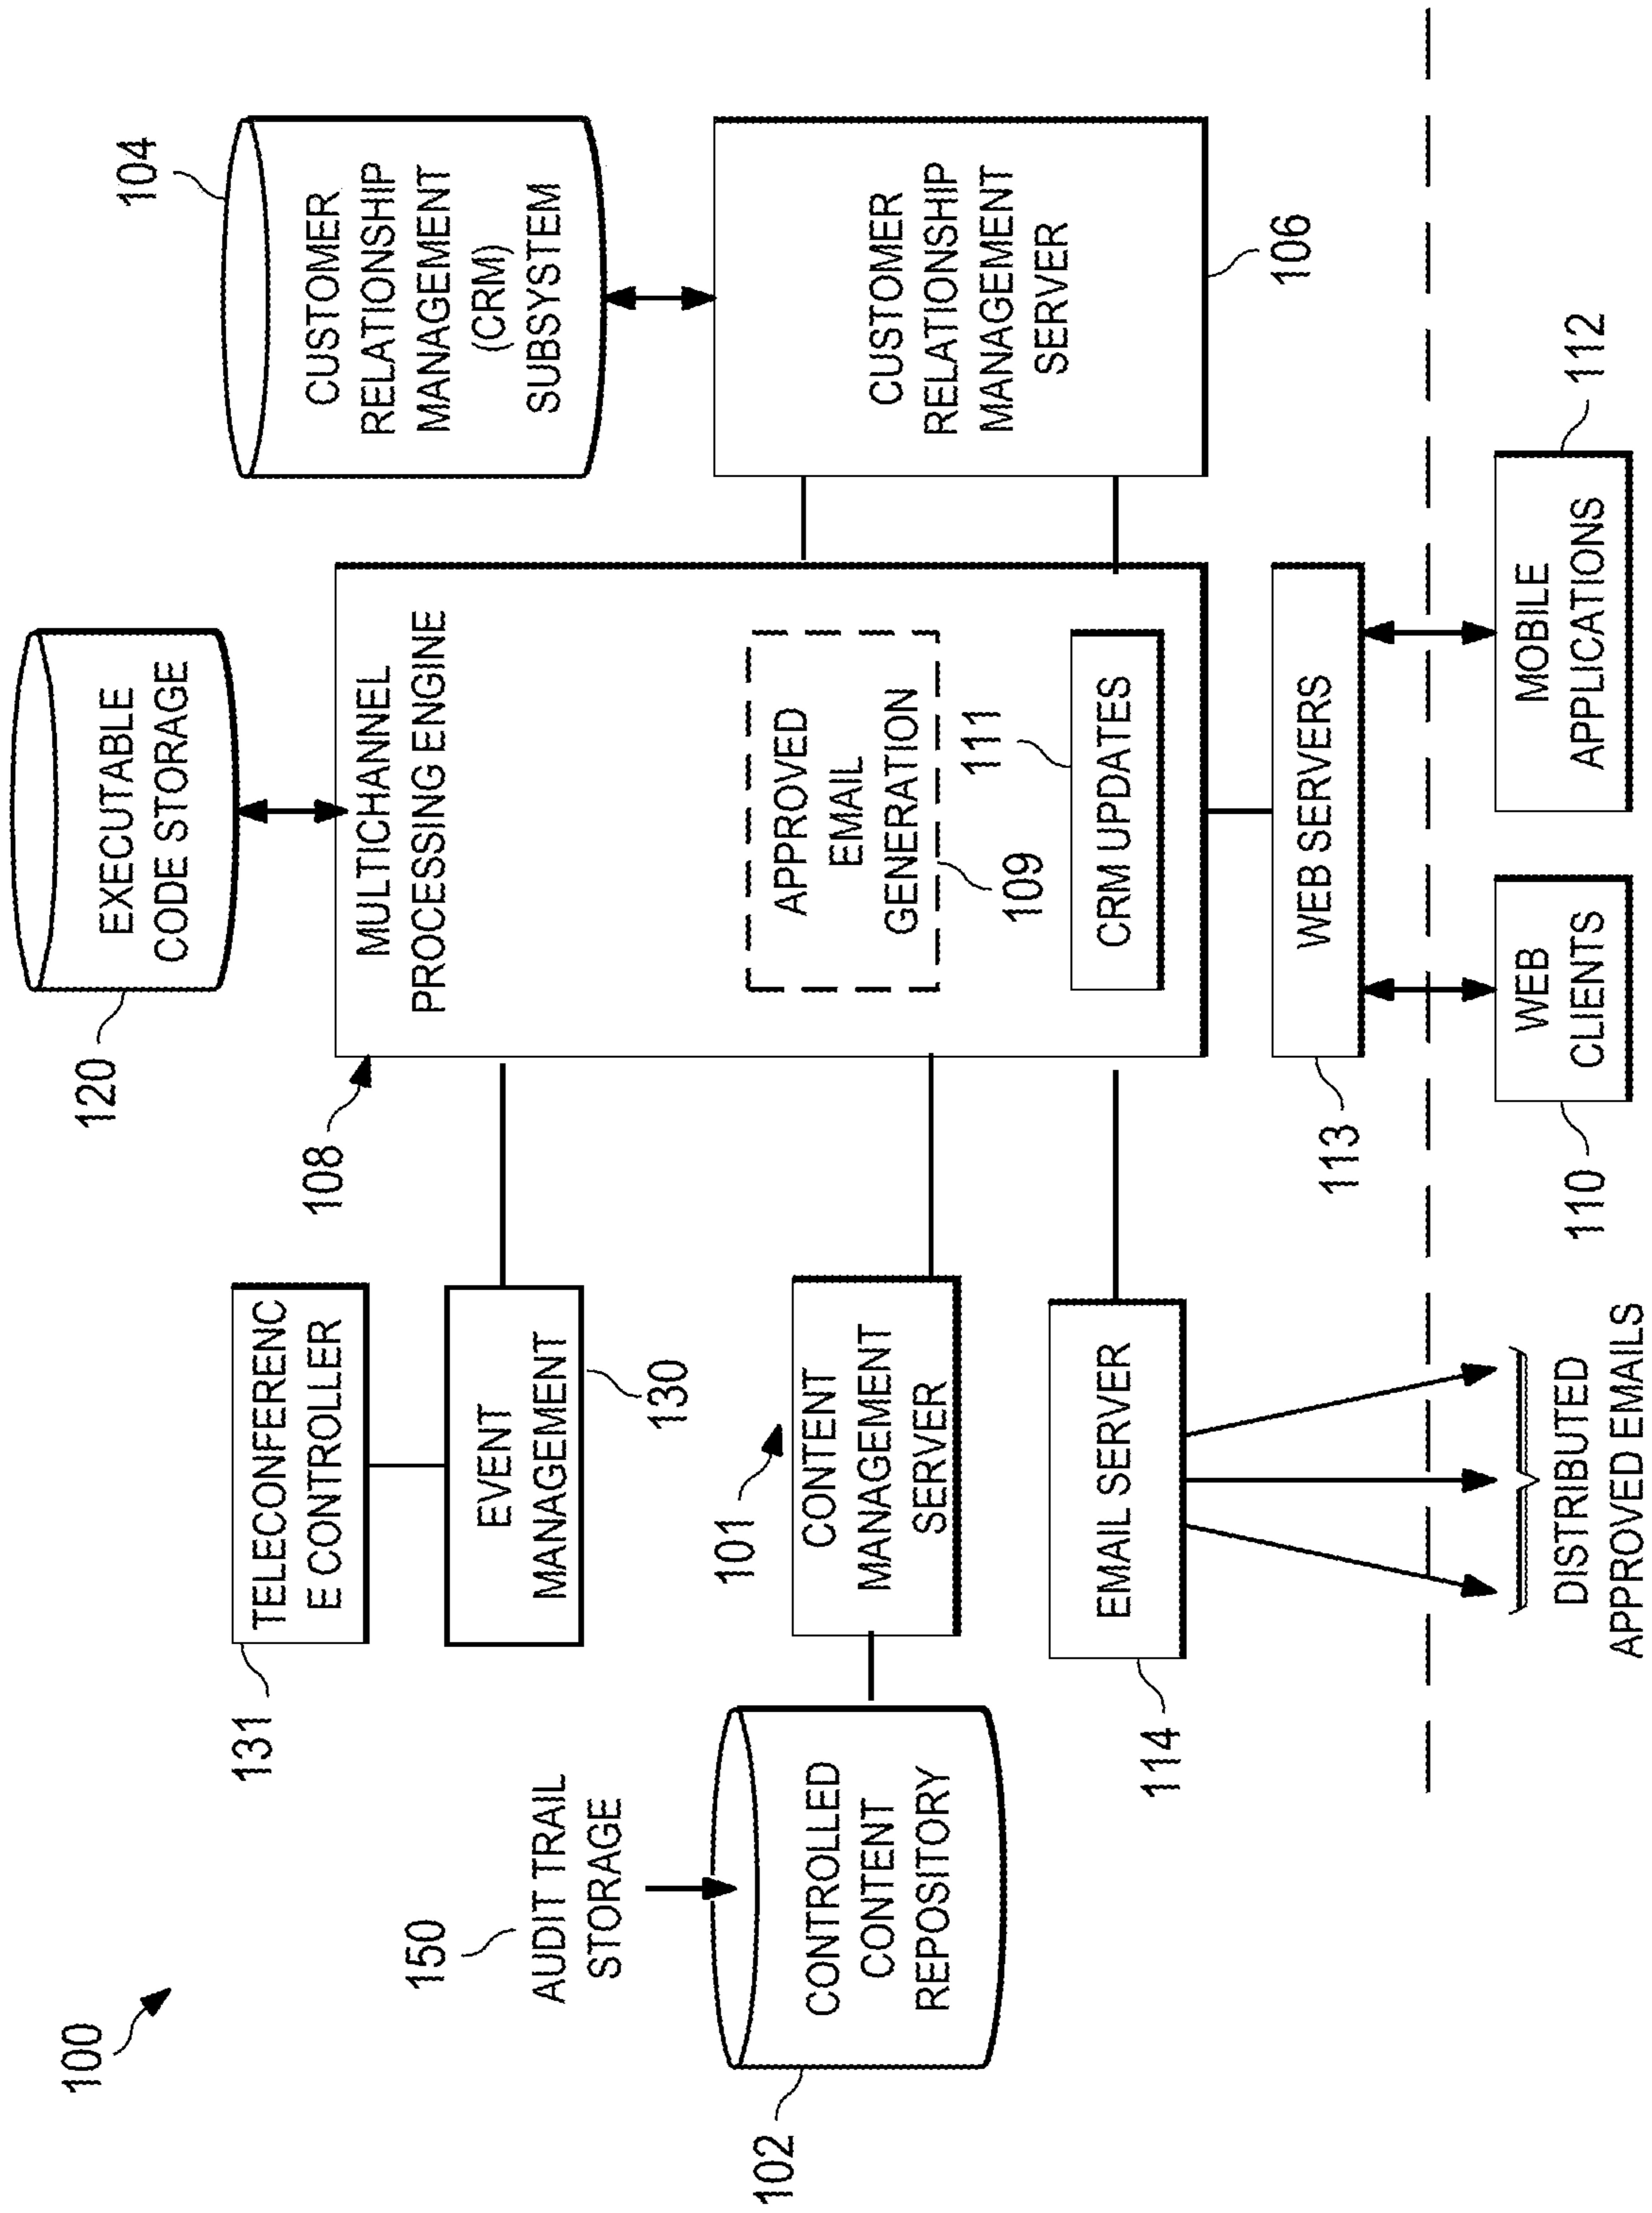 100
120
EXECUTABLE
CODE STORAGE
104
CUSTOMER
RELATIONSHIP
MANAGEMENT
(CRM)
SUBSYSTEM
131
TELECONFERENC
E CONTROLLER
108
MULTICHANNEL
PROCESSING ENGINE
150
AUDIT TRAIL
STORAGE
EVENT
MANAGEMENT
130
101
CONTENT
MANAGEMENT
SERVER
102
CONTROLLED
CONTENT
REPOSITORY
APPROVED
EMAIL
GENERATION
109
111
CRM UPDATES
CUSTOMER
RELATIONSHIP
MANAGEMENT
SERVER
106
114
EMAIL SERVER
113
WEB SERVERS
DISTRIBUTED
APPROVED EMAILS
110
WEB
CLIENTS
MOBILE
APPLICATIONS
112